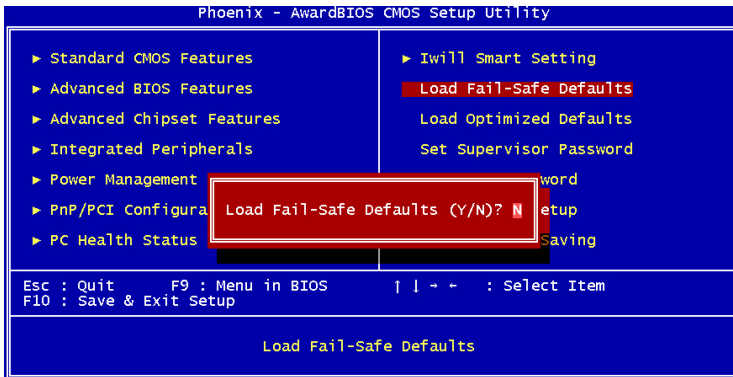 Phoenix - AwardBIOS CMOS Setup Utility
► Standard CMOS Features
► Advanced BIOS Features
► Advanced Chipset Features
► Integrated Peripherals
► Power Management
► PnP/PCI Configura
► PC Health Status
► Iwill Smart Setting
Load Fail-Safe Defaults
Load Optimized Defaults
Set Supervisor Password
word
etup
Saving
Load Fail-Safe Defaults (Y/N)? N
Esc : Quit F9 : Menu in BIOS ↑ ↓ → ← : Select Item
F10 : Save & Exit Setup
Load Fail-Safe Defaults